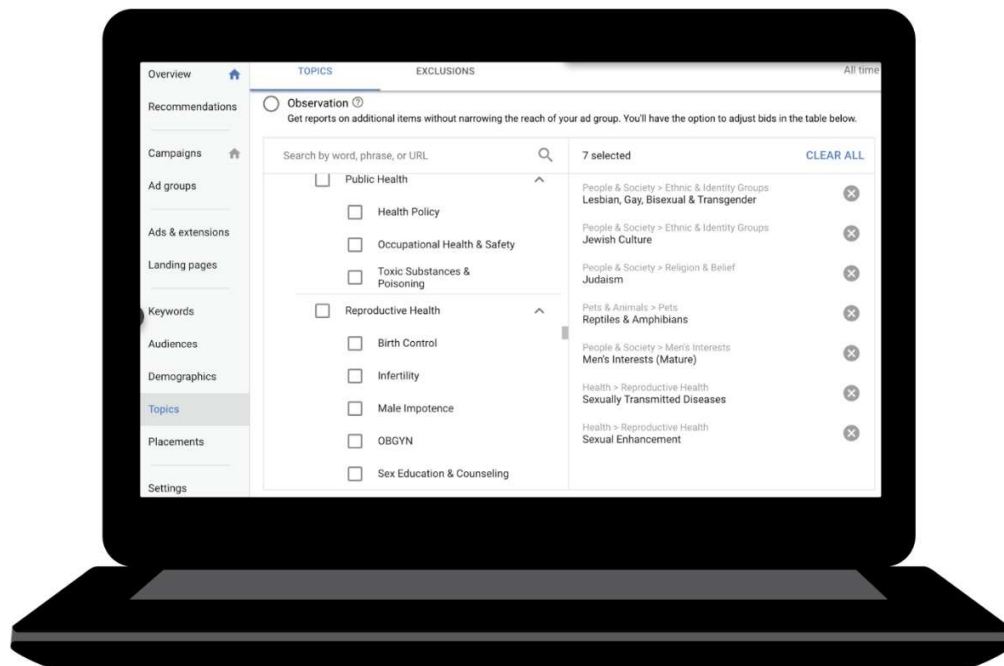 Overview
Recommendations
Campaigns
Ad groups
Ads & extensions
Landing pages
Keywords
Audiences
Demographics
Topics
Placements
Settings
TOPICS EXCLUSIONS All time
Observation ?
Get reports on additional items without narrowing the reach of your ad group. You'll have the option to adjust bids in the table below.
Search by word, phrase, or URL
Public Health
Health Policy
Occupational Health & Safety
Toxic Substances &
Poisoning
Reproductive Health
Birth Control
Infertility
Male Impotence
OBGYN
Sex Education & Counseling
7 selected CLEAR ALL
People & Society > Ethnic & Identity Groups
Lesbian, Gay, Bisexual & Transgender
People & Society > Ethnic & Identity Groups
Jewish Culture
People & Society > Religion & Belief
Judaism
Pets & Animals > Pets
Reptiles & Amphibians
People & Society > Men's Interests
Men's Interests (Mature)
Health > Reproductive Health
Sexually Transmitted Diseases
Health > Reproductive Health
Sexual Enhancement